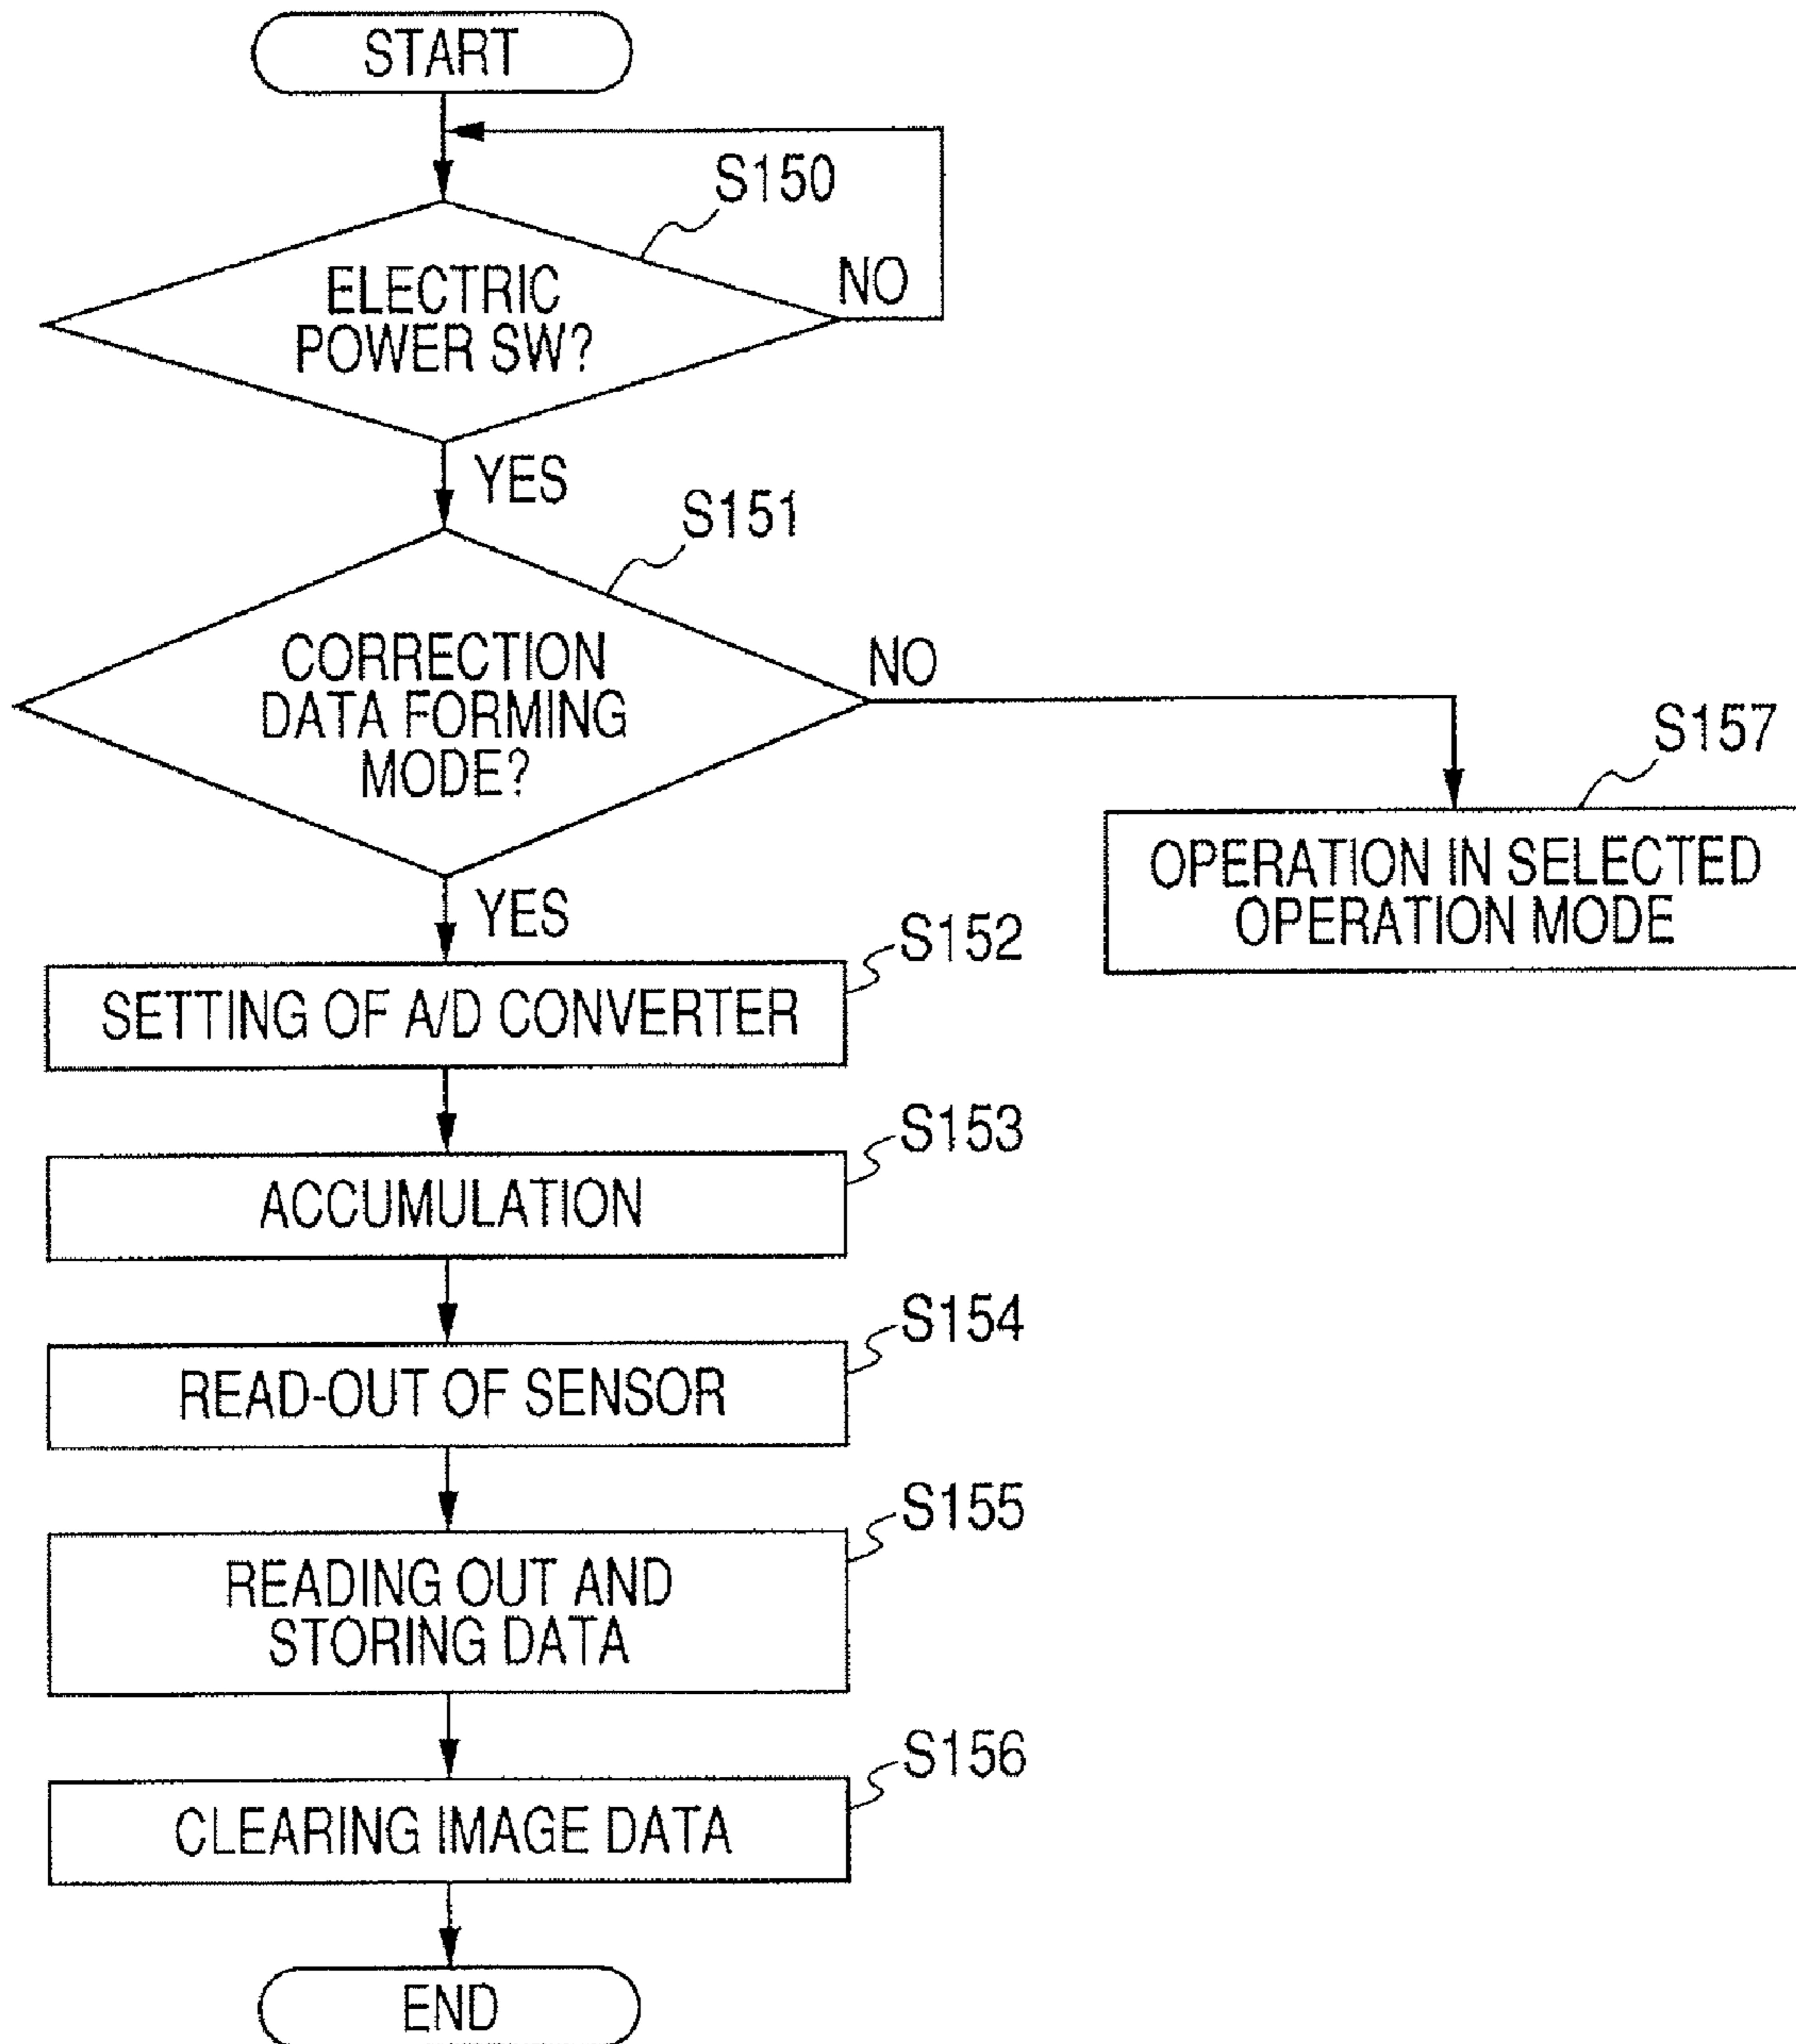 START
S150
ELECTRIC
POWER SW?
NO
YES
S151
CORRECTION
DATA FORMING
MODE?
NO
S157
OPERATION IN SELECTED
OPERATION MODE
YES
S152
SETTING OF A/D CONVERTER
S153
ACCUMULATION
S154
READ-OUT OF SENSOR
S155
READING OUT AND
STORING DATA
S156
CLEARING IMAGE DATA
END